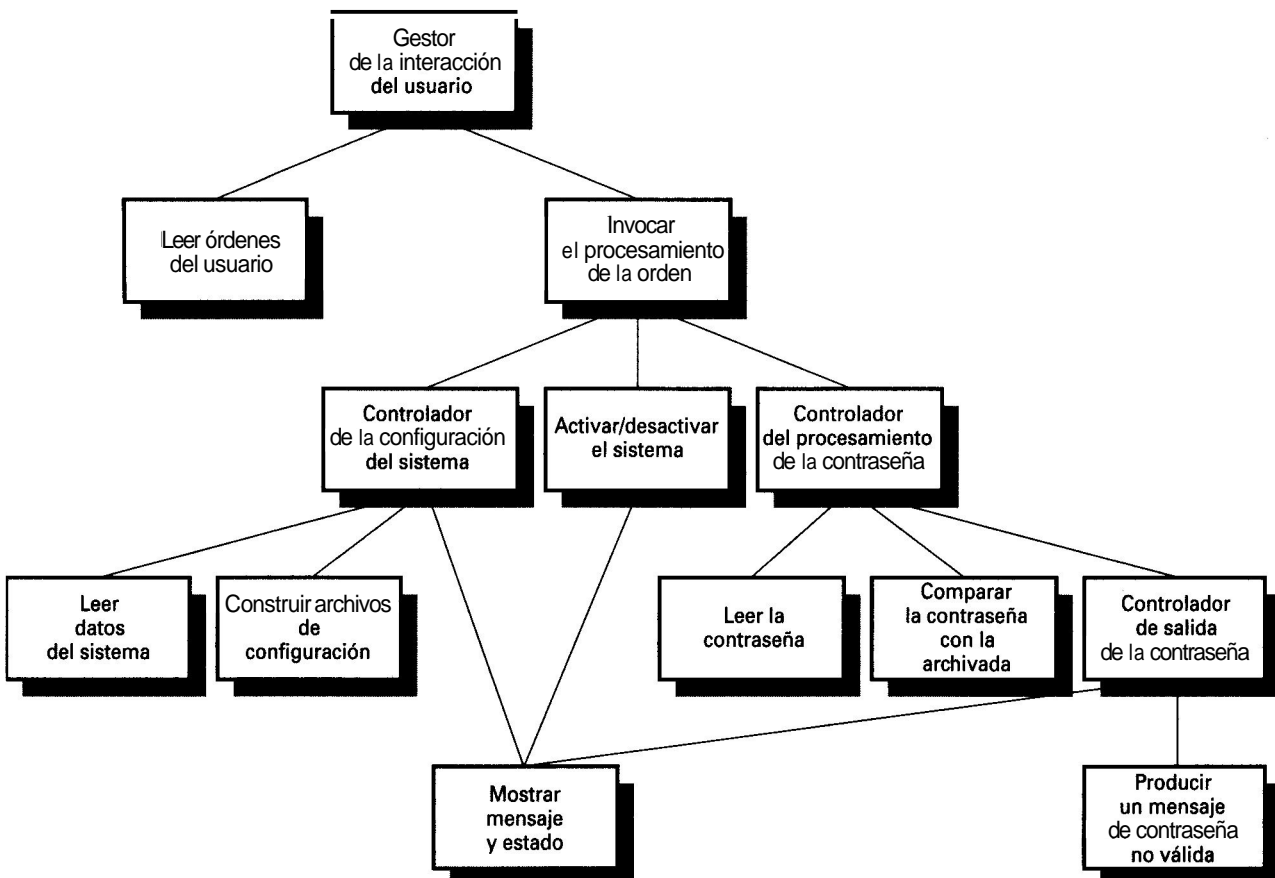 Gestor
de la interacción
del usuario
Leer órdenes
del usuario
Invocar
el procesamiento
de la orden
Controlador
de la configuración
del sistema
Activar/desactivar
el sistema
Controlador
del procesamiento
de la contraseña
Leer
datos
del sistema
Construir archivos
de
configuración
Leer la
contraseña
Comparar
la contraseña
con la
archivada
Controlador
de salida
de la contraseña
Mostrar
mensaje
y estado
Producir
un mensaje
de contraseña
no válida